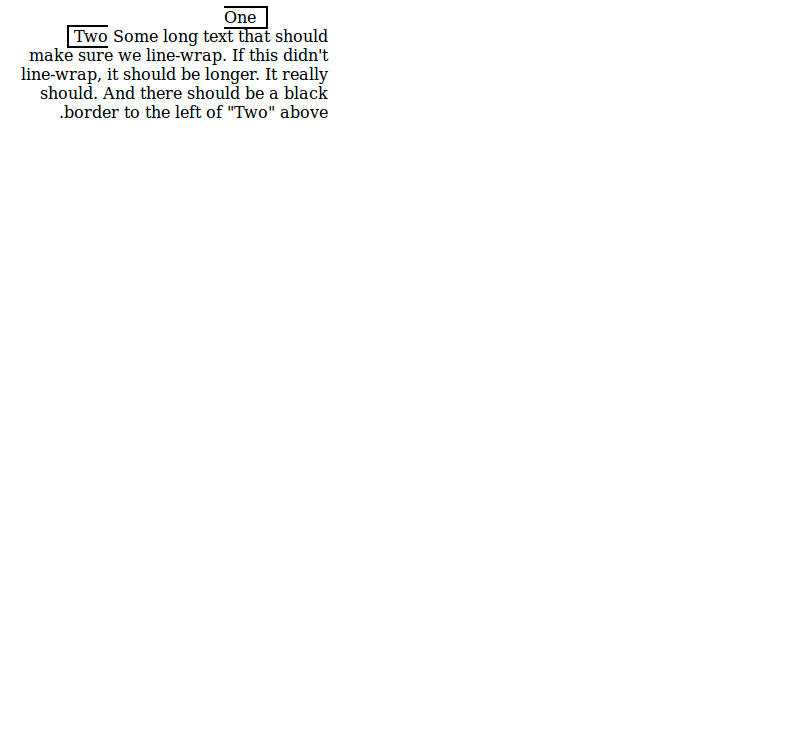 One
Two Some long text that should
make sure we line-wrap. If this didn't
line-wrap, it should be longer. It really
should. And there should be a black
.border to the left of "Two" above